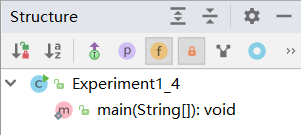 Structure
Experiment1_4
main(String[]): void